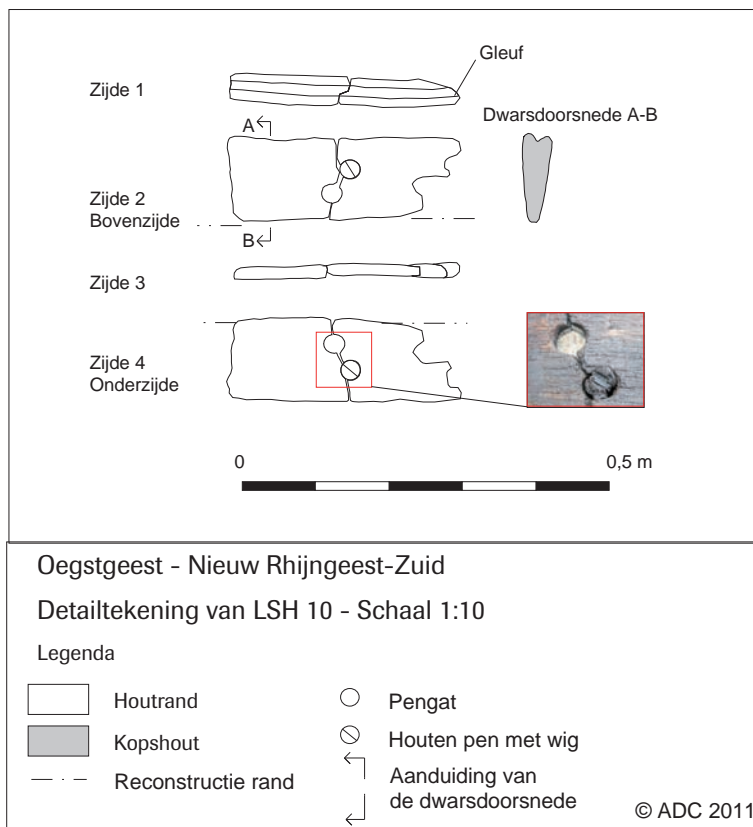 Gleuf
Zijde 1
Dwarsdoorsnede A-B
A
Zijde 2
Bovenzijde
B
Zijde 3
Zijde 4
Onderzijde
0
0,5 m
Oegstgeest - Nieuw Rhijngeest-Zuid
Detailtekening van LSH 10 - Schaal 1:10
Legenda
Houtrand
Pengat
Kopshout
Houten pen met wig
Reconstructie rand
Aanduiding van
de dwarsdoorsnede
© ADC 2011